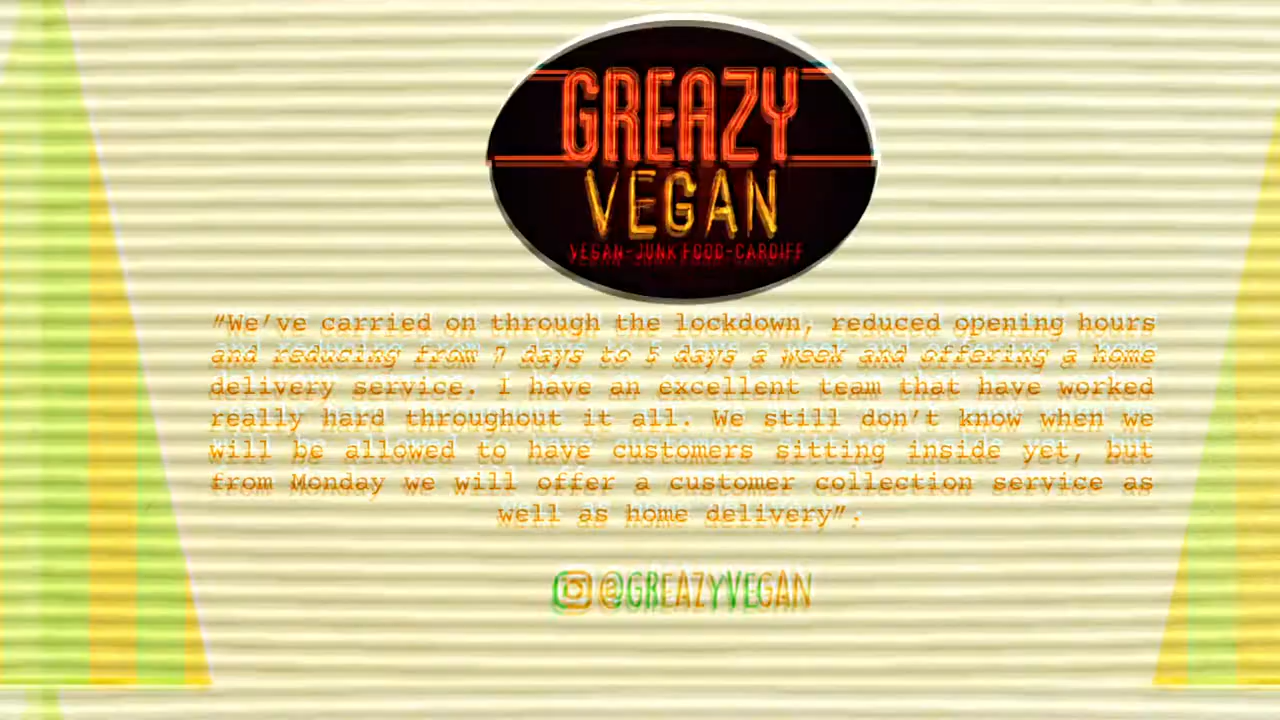 GREAZY
VEGAN
VEGAN-JUNK FOOD-CARDIFF
"We've carried on through the lockdown, reduced opening hours
and reducing from 7 days to 5 days a week and offering a home
delivery service. I have an excellent team that have worked
really hard throughout it all. We still don't know when we
will be allowed to have customers sitting inside yet, but
from Monday we will offer a customer collection service as
well as home delivery".
@GREAZYVEGAN